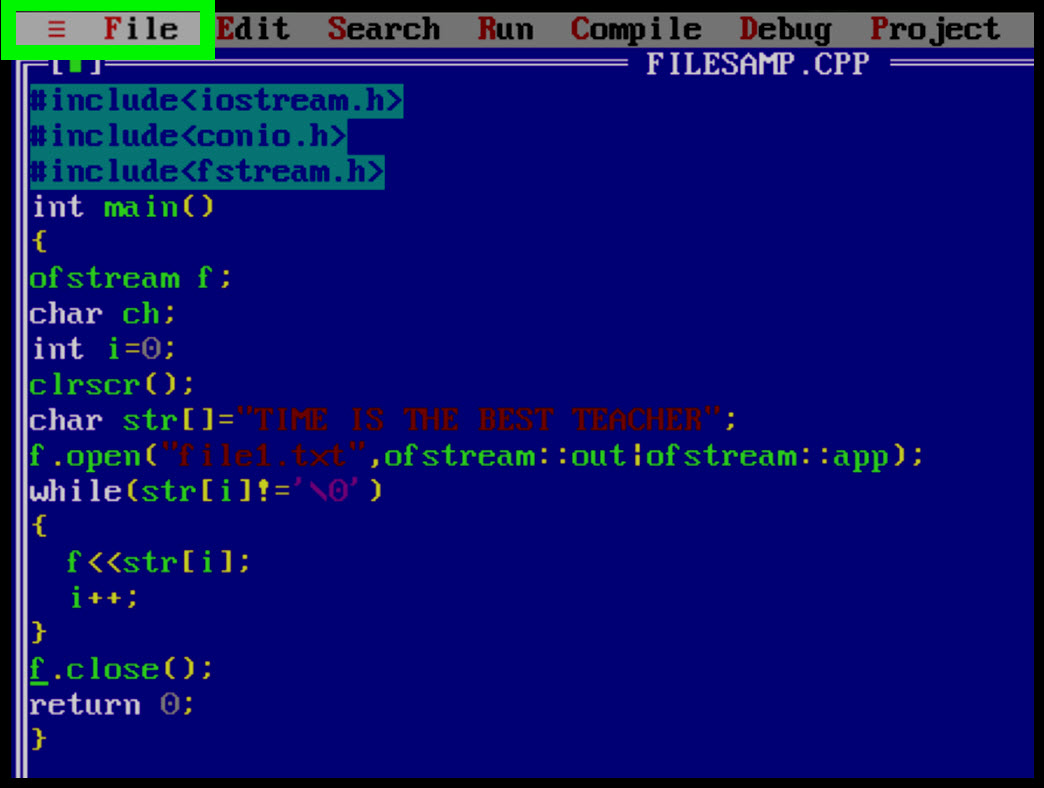 ≡ File Edit Search Run Compile Debug Project
[↑] FILESAMP.CPP
#include<iostream.h>
#include<conio.h>
#include<fstream.h>
int main()
{
ofstream f;
char ch;
int i=0;
clrscr();
char str[]="TIME IS THE BEST TEACHER";
f.open("file1.txt",ofstream::out|ofstream::app);
while(str[i]!='\0')
{
f<<str[i];
i++;
}
f.close();
return 0;
}